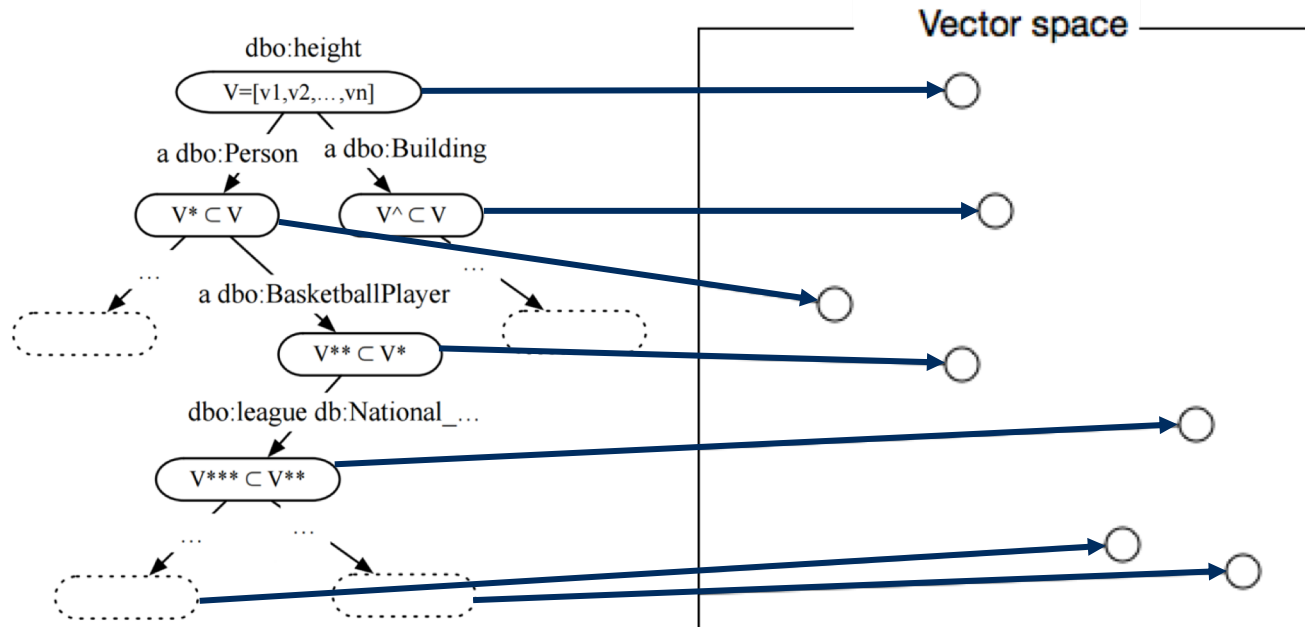 Vector space
dbo:height
V=[v1,v2,…,vn]
a dbo:Person
a dbo:Building
V* ⊂ V
V^ ⊂ V
…
…
a dbo:BasketballPlayer
V** ⊂ V*
dbo:league db:National_…
V*** ⊂ V**
…
…